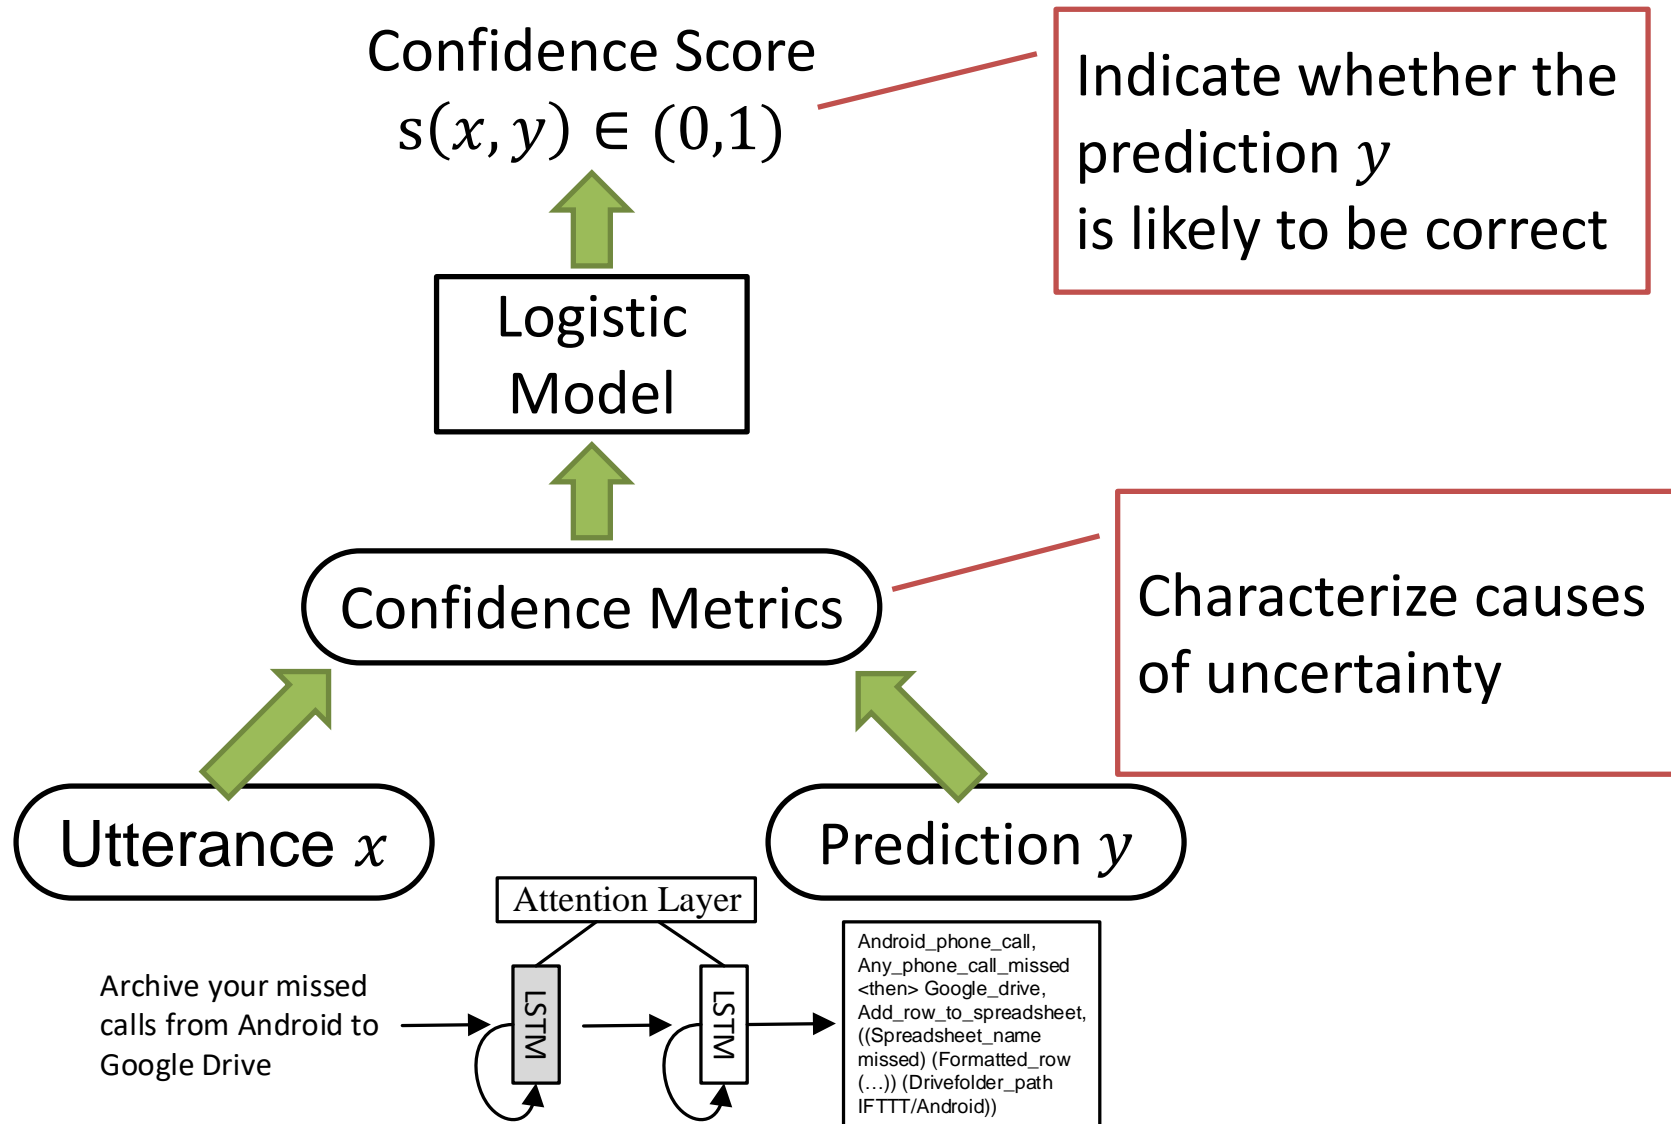 Confidence Score
s(x, y) ∈ (0,1)
Indicate whether the
prediction y
is likely to be correct
Logistic
Model
Confidence Metrics
Characterize causes
of uncertainty
Utterance x
Prediction y
Attention Layer
Archive your missed
calls from Android to
Google Drive
LSTM
LSTM
Android_phone_call,
Any_phone_call_missed
<then> Google_drive,
Add_row_to_spreadsheet,
((Spreadsheet_name
missed) (Formatted_row
(...)) (Drivefolder_path
IFTTT/Android))